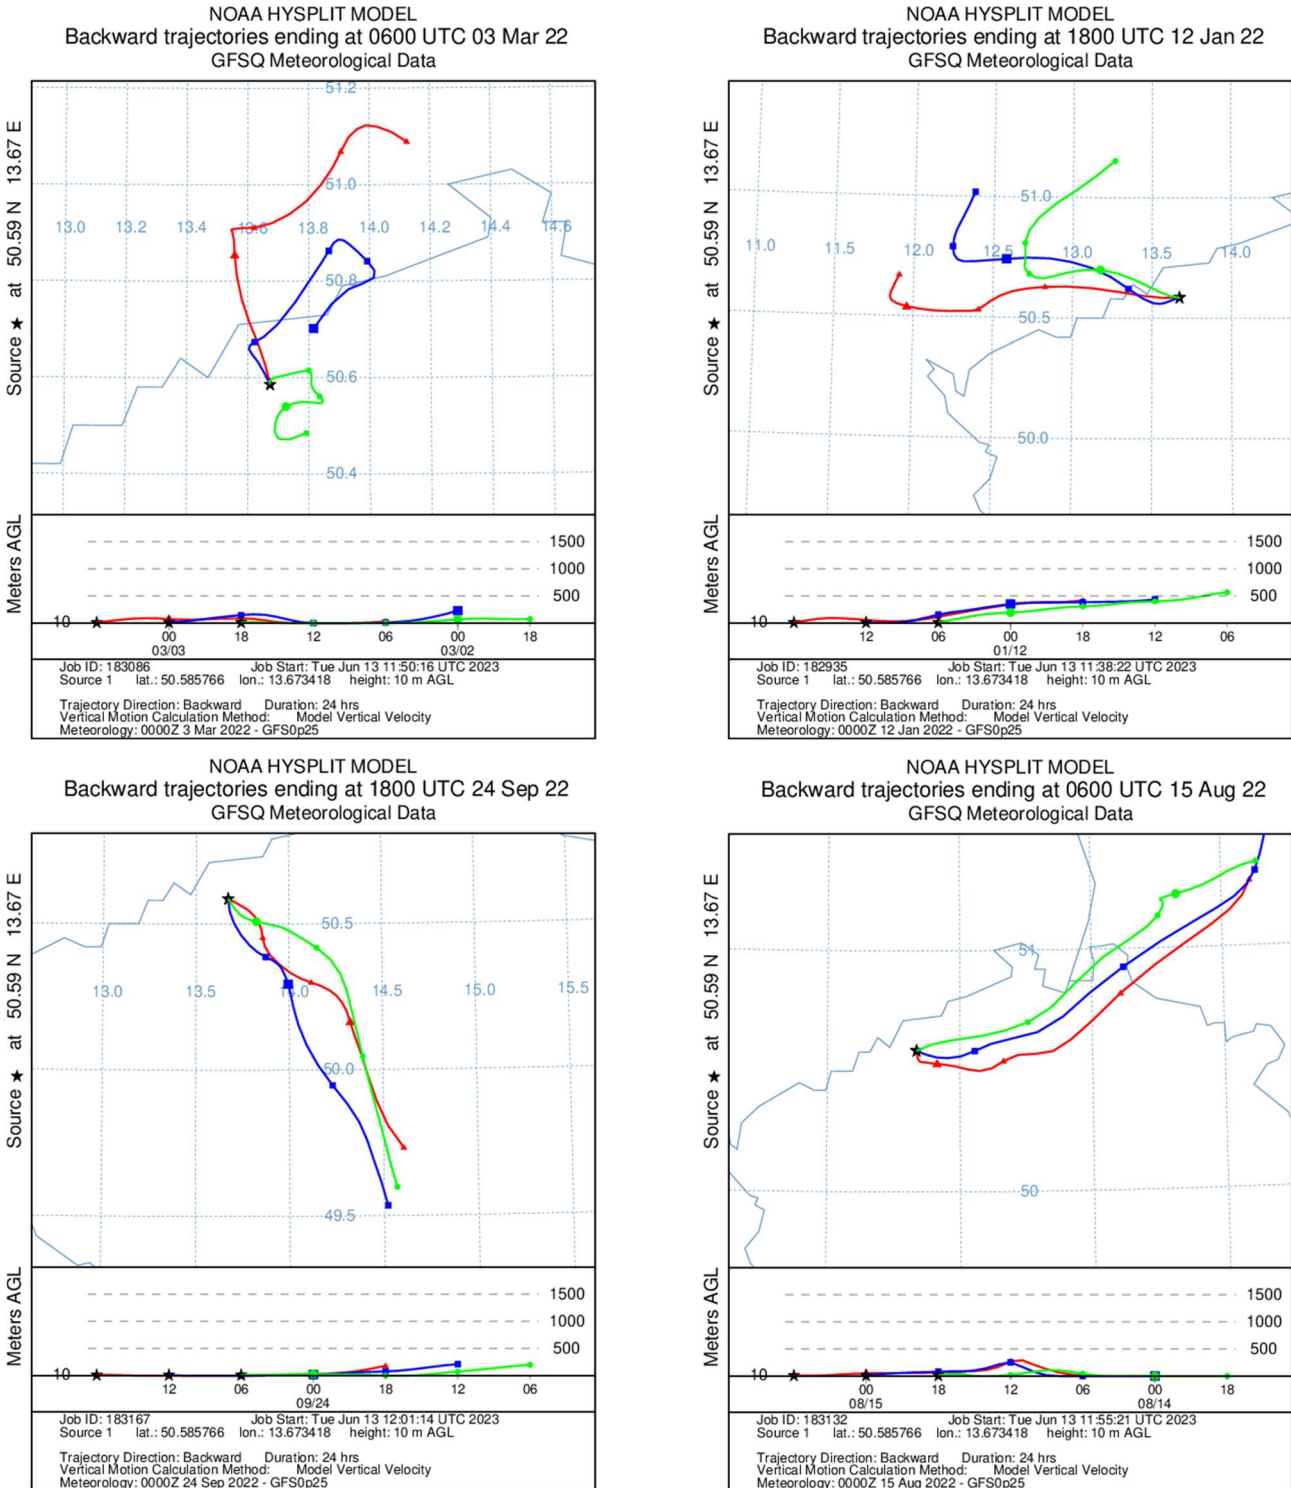 NOAA HYSPLIT MODEL
Backward trajectories ending at 0600 UTC 03 Mar 22
GFSQ Meteorological Data
Source ★ at 50.59 N 13.67 E
51.2
51.0
13.0 13.2 13.4 13.6 13.8 14.0 14.2 14.4 14.6
50.8
50.6
50.4
Meters AGL
1500
1000
500
10
00 18 12 06 00 18
03/03 03/02
Job ID: 183086 Job Start: Tue Jun 13 11:50:16 UTC 2023
Source 1 lat.: 50.585766 lon.: 13.673418 height: 10 m AGL
Trajectory Direction: Backward Duration: 24 hrs
Vertical Motion Calculation Method: Model Vertical Velocity
Meteorology: 0000Z 3 Mar 2022 - GFS0p25
NOAA HYSPLIT MODEL
Backward trajectories ending at 1800 UTC 12 Jan 22
GFSQ Meteorological Data
Source ★ at 50.59 N 13.67 E
51.0
11.0 11.5 12.0 12.5 13.0 13.5 14.0
50.5
50.0
Meters AGL
1500
1000
500
10
12 06 00 18 12 06
01/12
Job ID: 182935 Job Start: Tue Jun 13 11:38:22 UTC 2023
Source 1 lat.: 50.585766 lon.: 13.673418 height: 10 m AGL
Trajectory Direction: Backward Duration: 24 hrs
Vertical Motion Calculation Method: Model Vertical Velocity
Meteorology: 0000Z 12 Jan 2022 - GFS0p25
NOAA HYSPLIT MODEL
Backward trajectories ending at 1800 UTC 24 Sep 22
GFSQ Meteorological Data
Source ★ at 50.59 N 13.67 E
50.5
13.0 13.5 14.0 14.5 15.0 15.5
50.0
49.5
Meters AGL
1500
1000
500
10
12 06 00 18 12 06
09/24
Job ID: 183167 Job Start: Tue Jun 13 12:01:14 UTC 2023
Source 1 lat.: 50.585766 lon.: 13.673418 height: 10 m AGL
Trajectory Direction: Backward Duration: 24 hrs
Vertical Motion Calculation Method: Model Vertical Velocity
Meteorology: 0000Z 24 Sep 2022 - GFS0p25
NOAA HYSPLIT MODEL
Backward trajectories ending at 0600 UTC 15 Aug 22
GFSQ Meteorological Data
Source ★ at 50.59 N 13.67 E
51
50
Meters AGL
1500
1000
500
10
00 18 12 06 00 18
08/15 08/14
Job ID: 183132 Job Start: Tue Jun 13 11:55:21 UTC 2023
Source 1 lat.: 50.585766 lon.: 13.673418 height: 10 m AGL
Trajectory Direction: Backward Duration: 24 hrs
Vertical Motion Calculation Method: Model Vertical Velocity
Meteorology: 0000Z 15 Aug 2022 - GFS0p25